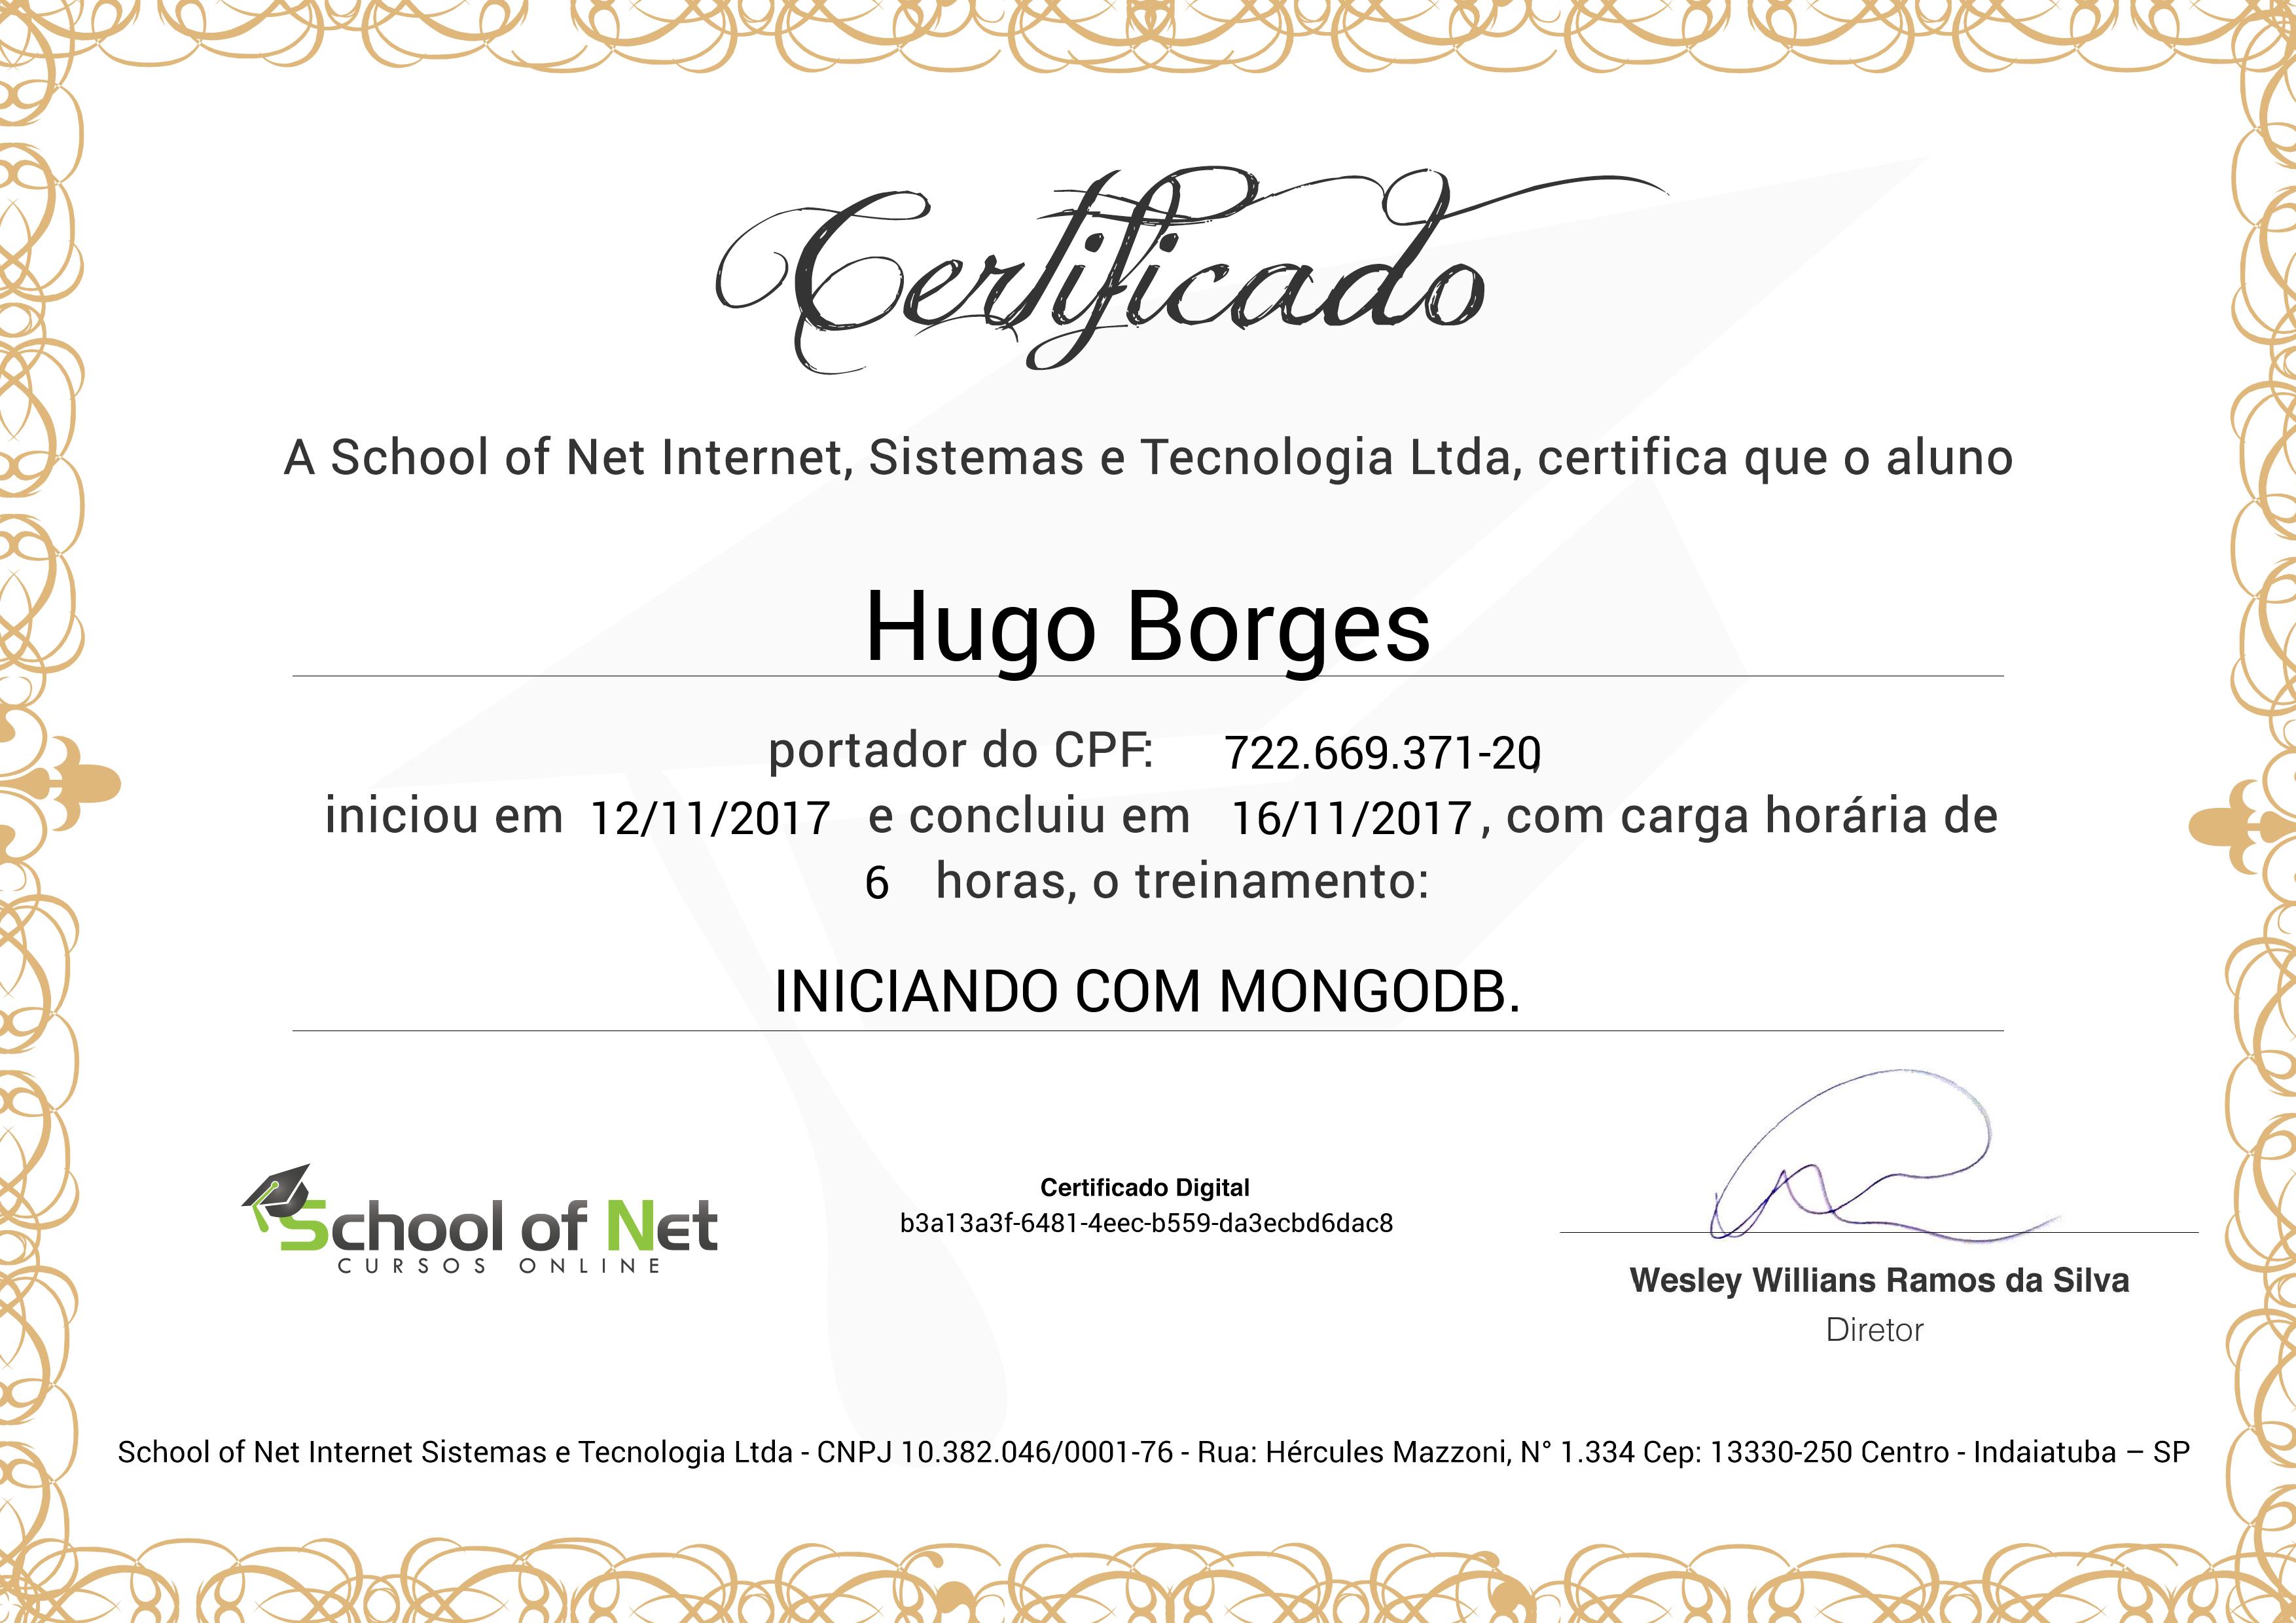 Certificado
A School of Net Internet, Sistemas e Tecnologia Ltda, certifica que o aluno
Hugo Borges
portador do CPF: 722.669.371-20,
iniciou em 12/11/2017 e concluiu em 16/11/2017, com carga horária de
6 horas, o treinamento:
INICIANDO COM MONGODB.
School of Net
CURSOS ONLINE
Certificado Digital
b3a13a3f-6481-4eec-b559-da3ecbd6dac8
Wesley Willians Ramos da Silva
Diretor
School of Net Internet Sistemas e Tecnologia Ltda - CNPJ 10.382.046/0001-76 - Rua: Hércules Mazzoni, N° 1.334 Cep: 13330-250 Centro - Indaiatuba – SP